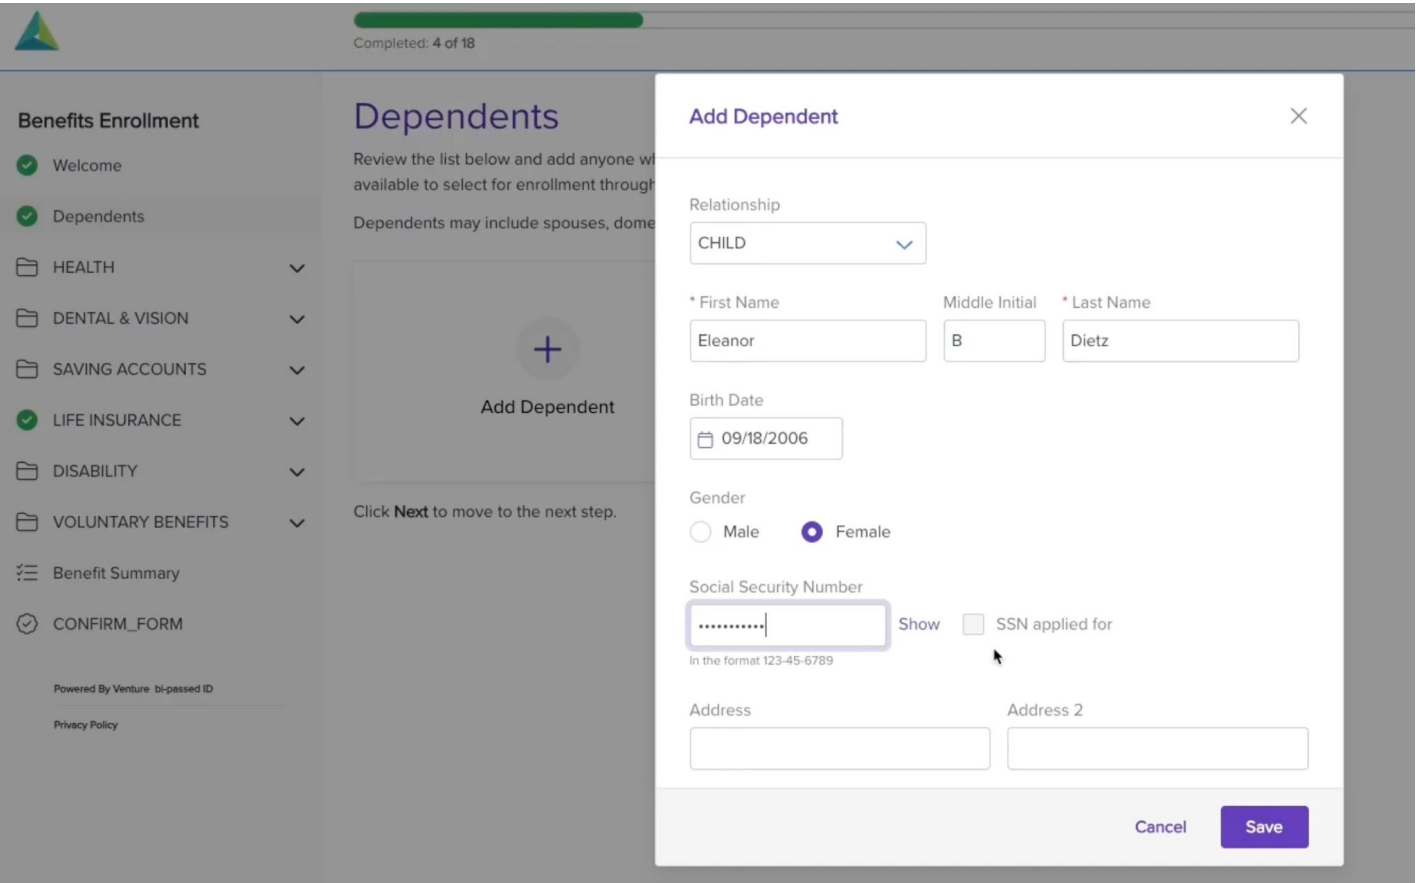 Completed: 4 of 18
Benefits Enrollment
Welcome
Dependents
HEALTH
DENTAL & VISION
SAVING ACCOUNTS
LIFE INSURANCE
DISABILITY
VOLUNTARY BENEFITS
Benefit Summary
CONFIRM_FORM
Powered By Venture bi-passed ID
Privacy Policy
Dependents
Review the list below and add anyone
available to select for enrollment through
Dependents may include spouses,
Add Dependent
Click Next to move to the next step.
Add Dependent
Relationship
CHILD
* First Name Middle Initial * Last Name
Eleanor B Dietz
Birth Date
09/18/2006
Gender
Male Female
Social Security Number
••••••••••• Show SSN applied for
In the format 123-45-6789
Address Address 2
Cancel Save